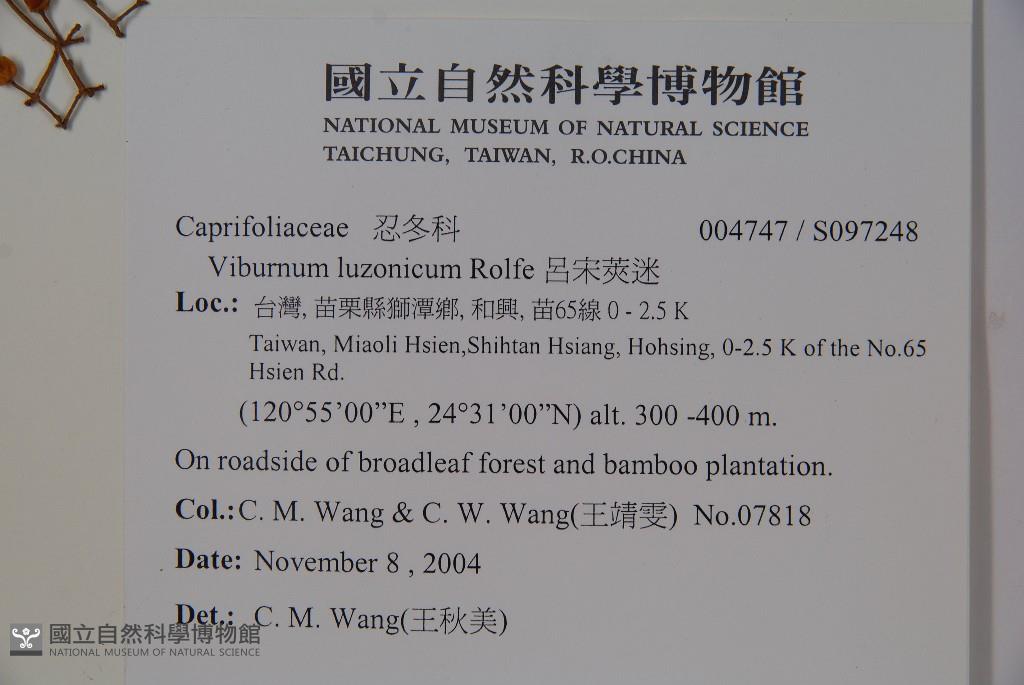 國立自然科學博物館
NATIONAL MUSEUM OF NATURAL SCIENCE
TAICHUNG, TAIWAN, R.O.CHINA
Caprifoliaceae 忍冬科 004747 / S097248
Viburnum luzonicum Rolfe 呂宋莢迷
Loc.: 台灣, 苗栗縣獅潭鄉, 和興, 苗65線 0 - 2.5 K
Taiwan, Miaoli Hsien,Shihtan Hsiang, Hohsing, 0-2.5 K of the No.65
Hsien Rd.
(120°55’00”E , 24°31’00”N) alt. 300 -400 m.
On roadside of broadleaf forest and bamboo plantation.
Col.: C. M. Wang & C. W. Wang(王靖雯) No.07818
Date: November 8 , 2004
Det.: C. M. Wang(王秋美)
國立自然科學博物館
NATIONAL MUSEUM OF NATURAL SCIENCE